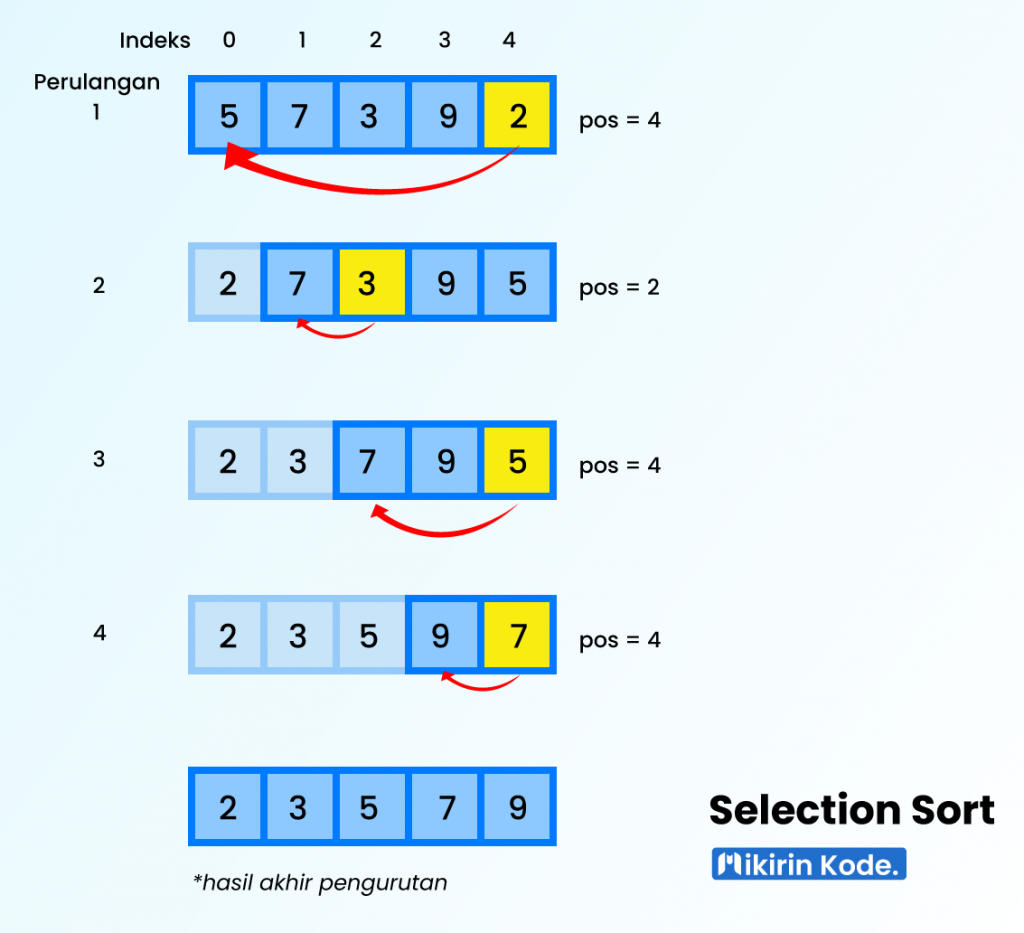 Indeks 0 1 2 3 4
Perulangan
1
5 7 3 9 2 pos = 4
2 2 7 3 9 5 pos = 2
3 2 3 7 9 5 pos = 4
4 2 3 5 9 7 pos = 4
2 3 5 7 9
*hasil akhir pengurutan
Selection Sort
Mikirin Kode.